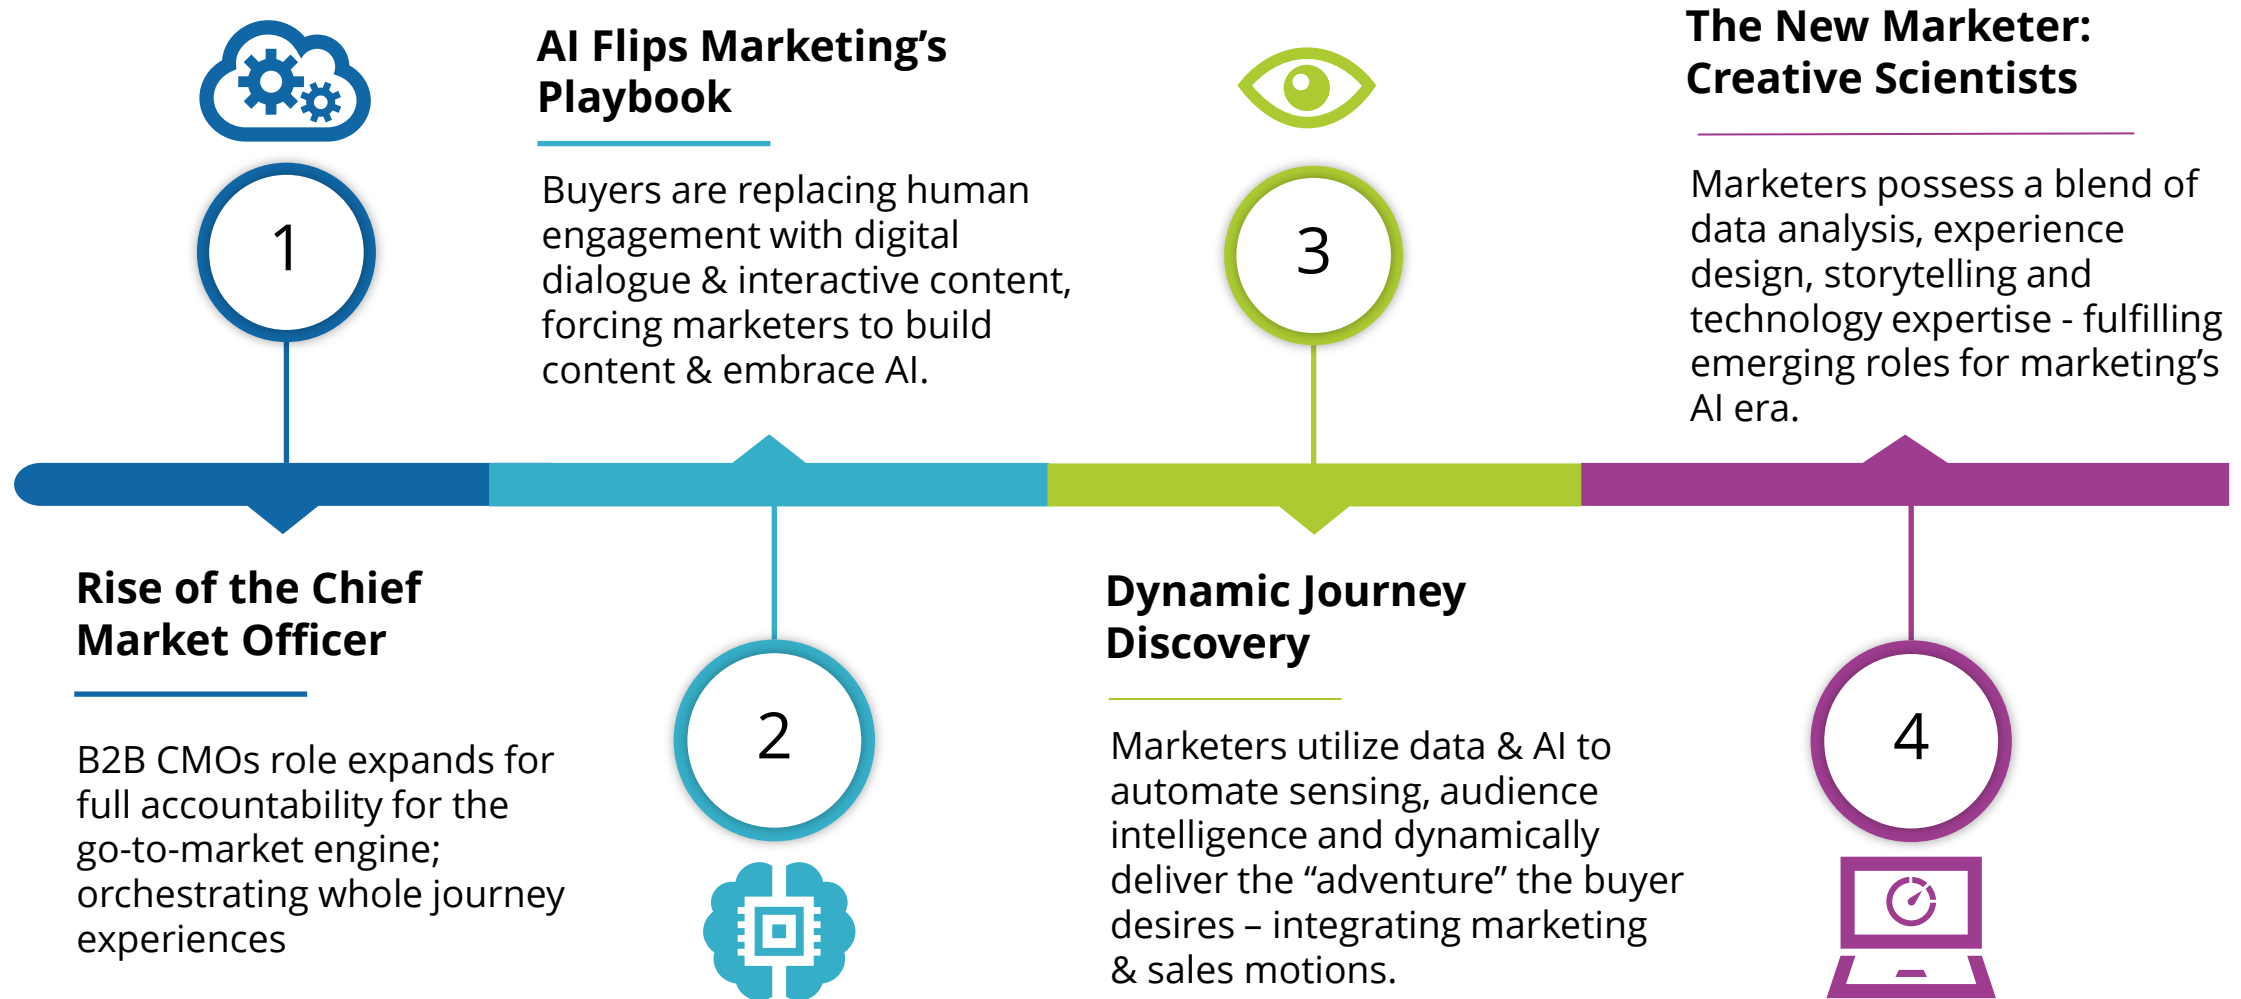 1
Rise of the Chief
Market Officer
B2B CMOs role expands for
full accountability for the
go-to-market engine;
orchestrating whole journey
experiences
AI Flips Marketing’s
Playbook
Buyers are replacing human
engagement with digital
dialogue & interactive content,
forcing marketers to build
content & embrace AI.
2
3
Dynamic Journey
Discovery
Marketers utilize data & AI to
automate sensing, audience
intelligence and dynamically
deliver the “adventure” the buyer
desires – integrating marketing
& sales motions.
The New Marketer:
Creative Scientists
Marketers possess a blend of
data analysis, experience
design, storytelling and
technology expertise - fulfilling
emerging roles for marketing’s
AI era.
4